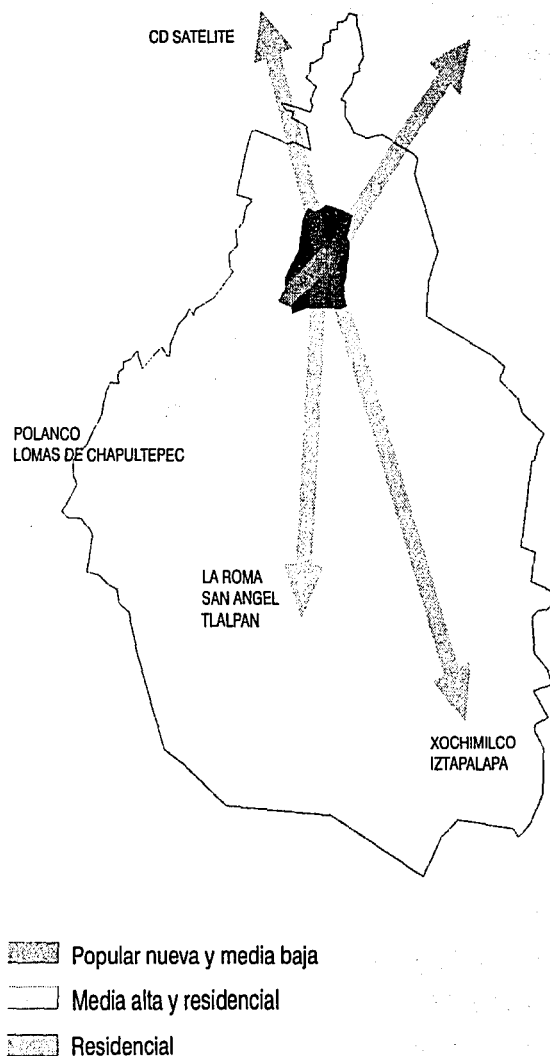 CD SATELITE
POLANCO
LOMAS DE CHAPULTEPEC
LA ROMA
SAN ANGEL
TLALPAN
XOCHIMILCO
IZTAPALAPA
Popular nueva y media baja
Media alta y residencial
Residencial